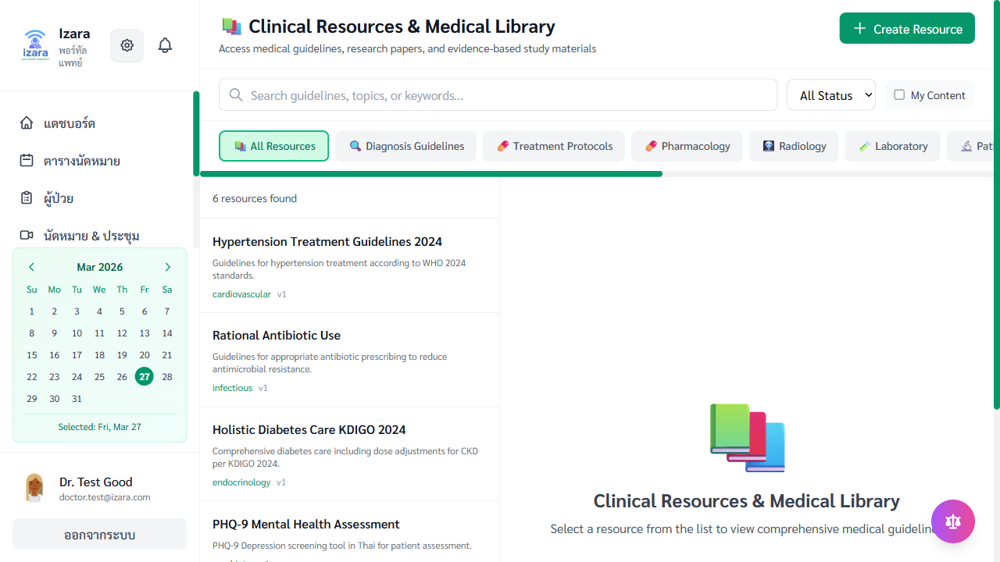 izara
Izara
พอร์ทัล
แพทย์
แดชบอร์ด
ตารางนัดหมาย
ผู้ป่วย
นัดหมาย & ประชุม
Mar 2026
Su Mo Tu We Th Fr Sa
1 2 3 4 5 6 7
8 9 10 11 12 13 14
15 16 17 18 19 20 21
22 23 24 25 26 27 28
29 30 31
Selected: Fri, Mar 27
Dr. Test Good
doctor.test@izara.com
ออกจากระบบ
Clinical Resources & Medical Library
Access medical guidelines, research papers, and evidence-based study materials
Create Resource
Search guidelines, topics, or keywords...
All Status
My Content
All Resources
Diagnosis Guidelines
Treatment Protocols
Pharmacology
Radiology
Laboratory
6 resources found
Hypertension Treatment Guidelines 2024
Guidelines for hypertension treatment according to WHO 2024
standards.
cardiovascular v1
Rational Antibiotic Use
Guidelines for appropriate antibiotic prescribing to reduce
antimicrobial resistance.
infectious v1
Holistic Diabetes Care KDIGO 2024
Comprehensive diabetes care including dose adjustments for CKD
per KDIGO 2024.
endocrinology v1
PHQ-9 Mental Health Assessment
PHQ-9 Depression screening tool in Thai for patient assessment.
Clinical Resources & Medical Library
Select a resource from the list to view comprehensive medical